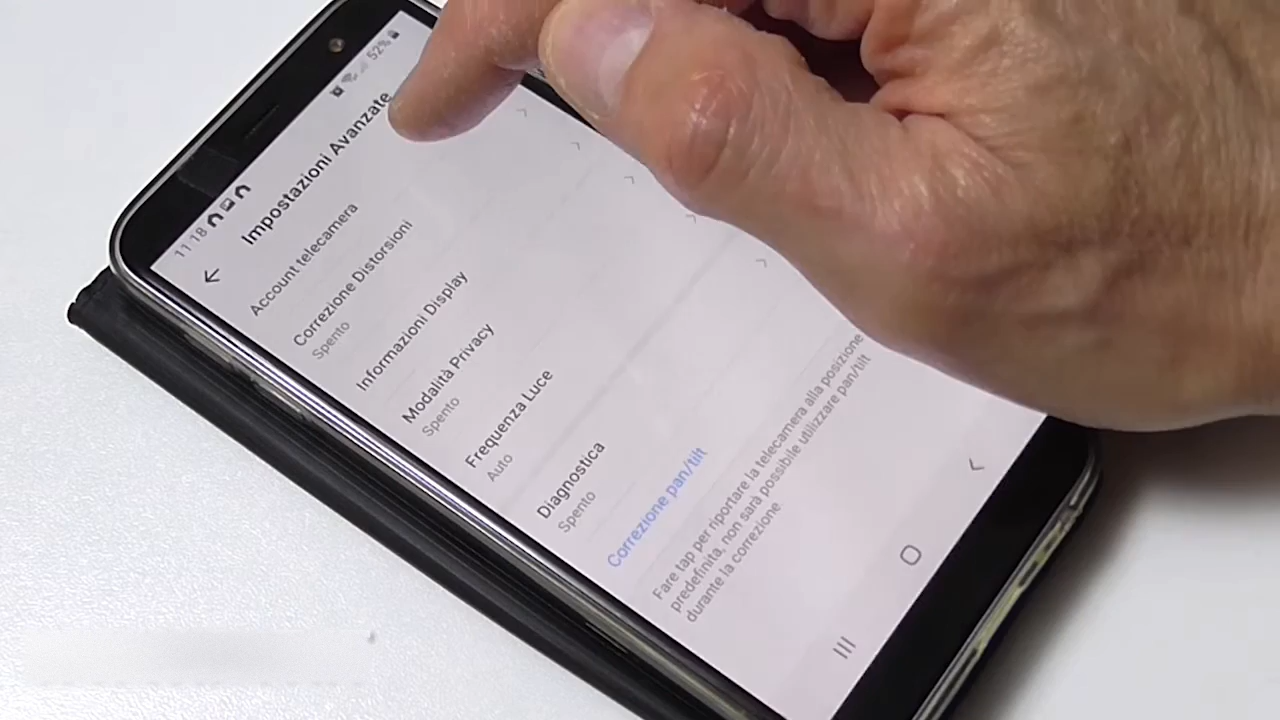 11:18
52%
Impostazioni Avanzate
Account telecamera
Correzione Distorsioni
Spento
Informazioni Display
Modalità Privacy
Spento
Frequenza Luce
Auto
Diagnostica
Spento
Correzione pan/tilt
Fare tap per riportare la telecamera alla posizione
predefinita, non sarà possibile utilizzare pan/tilt
durante la correzione